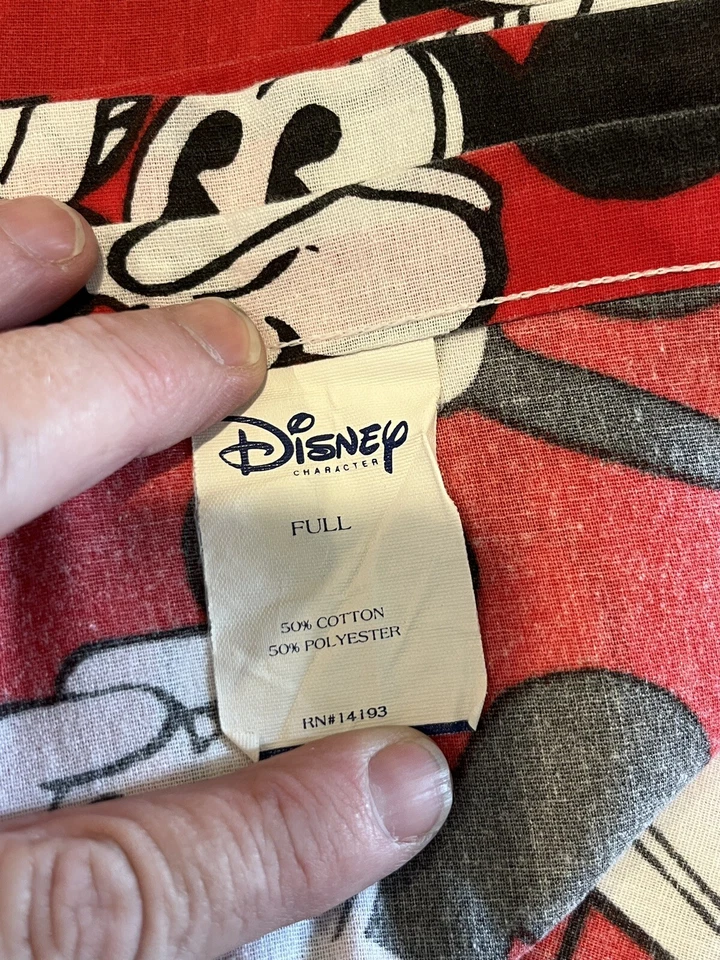 Disney
CHARACTER
FULL
50% COTTON
50% POLYESTER
RN#14193